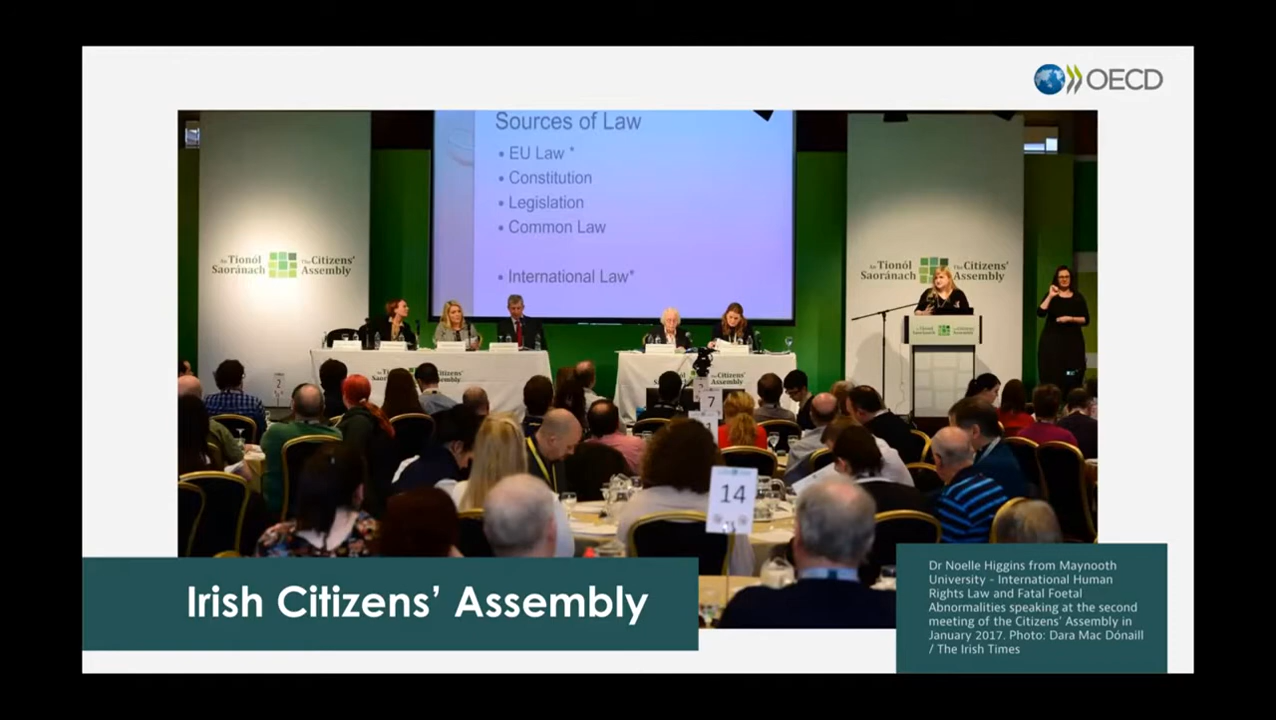 OECD
Sources of Law
• EU Law *
• Constitution
• Legislation
• Common Law
• International Law*
An Tionól The Citizens'
Saoránach Assembly
An Tionól The Citizens'
Saoránach Assembly
2
7
14
Irish Citizens' Assembly
Dr Noelle Higgins from Maynooth
University - International Human
Rights Law and Fatal Foetal
Abnormalities speaking at the second
meeting of the Citizens' Assembly in
January 2017. Photo: Dara Mac Dónaill
/ The Irish Times